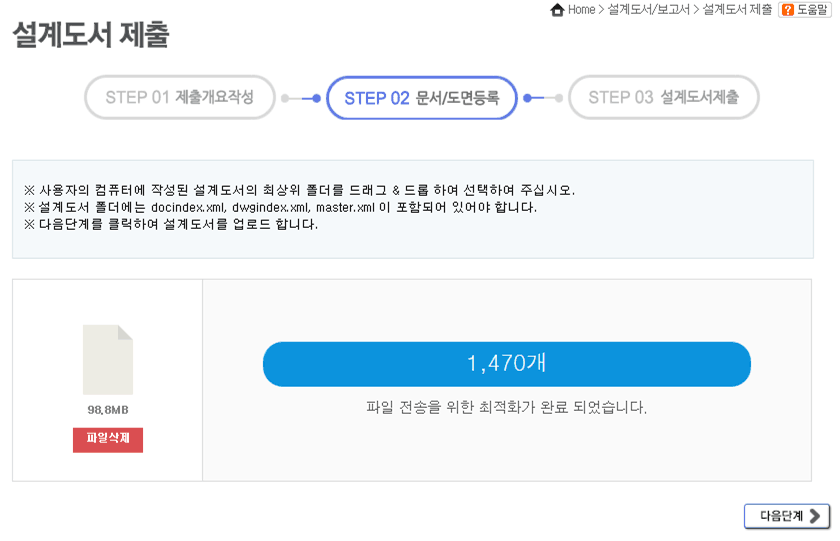 Home > 설계도서/보고서 > 설계도서 제출 ? 도움말
설계도서 제출
STEP 01 제출개요작성
STEP 02 문서/도면등록
STEP 03 설계도서제출
※ 사용자의 컴퓨터에 작성된 설계도서의 최상위 폴더를 드래그 & 드롭 하여 선택하여 주십시오.
※ 설계도서 폴더에는 docindex.xml, dwgindex.xml, master.xml 이 포함되어 있어야 합니다.
※ 다음단계를 클릭하여 설계도서를 업로드 합니다.
98,8MB
파일삭제
1,470개
파일 전송을 위한 최적화가 완료 되었습니다.
다음단계